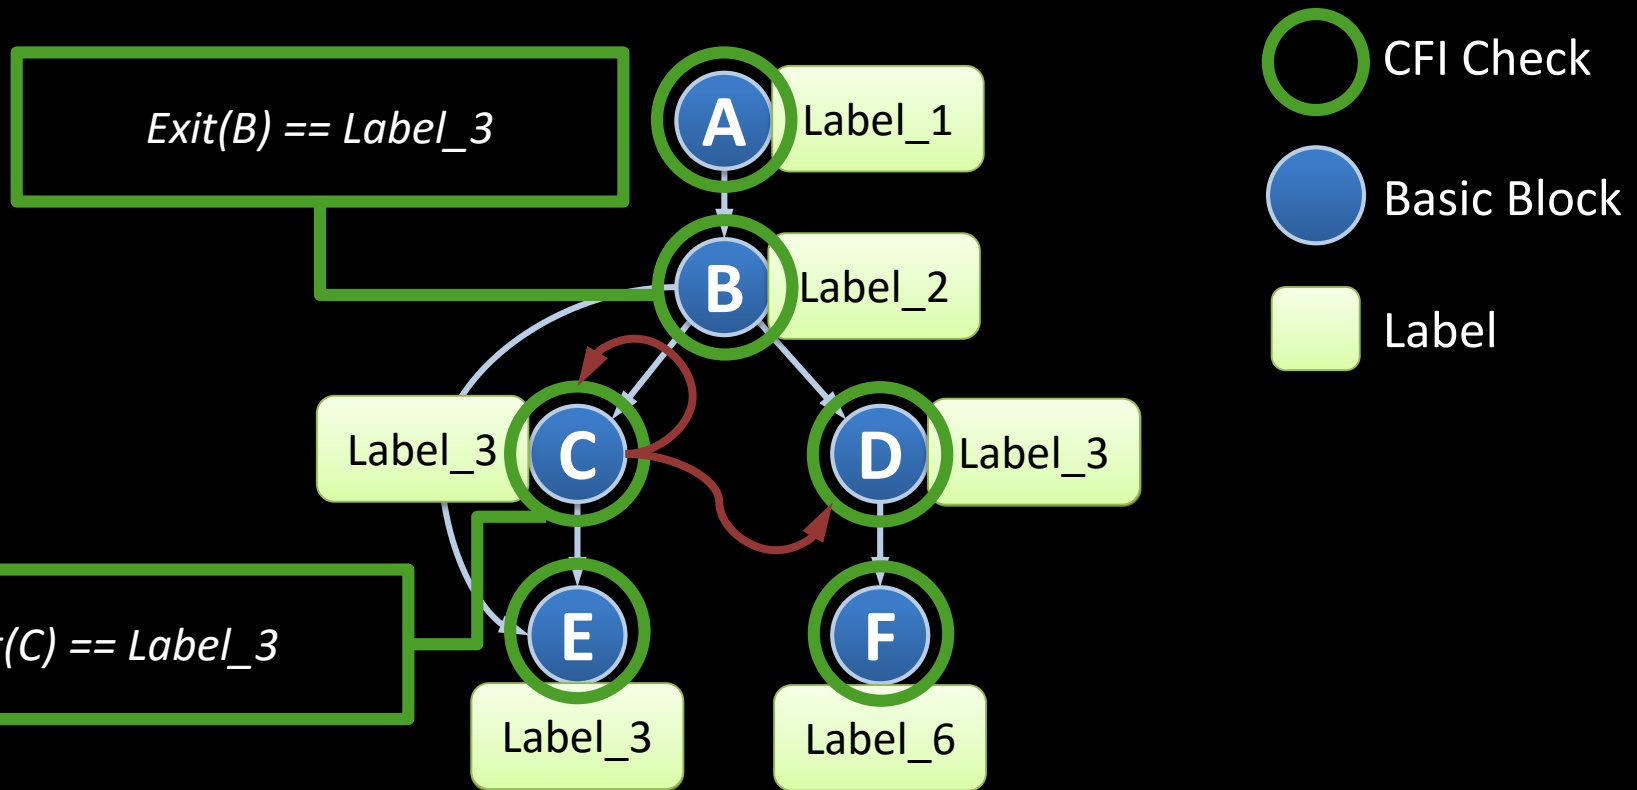 CFI Check
Exit(B) == Label_3
A
Label_1
Basic Block
B
Label_2
Label
Label_3
C
D
Label_3
(C) == Label_3
E
F
Label_3
Label_6